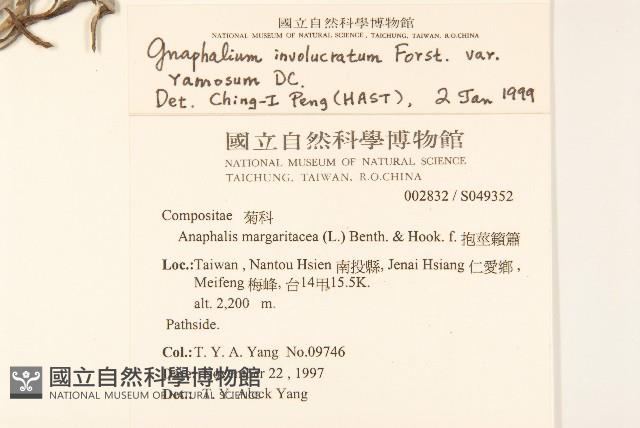 國立自然科學博物館
NATIONAL MUSEUM OF NATURAL SCIENCE, TAICHUNG, TAIWAN, R.O.CHINA
Gnaphalium involucratum Forst. var.
ramosum DC.
Det. Ching-I Peng (HAST), 2 Jan 1999
國立自然科學博物館
NATIONAL MUSEUM OF NATURAL SCIENCE
TAICHUNG, TAIWAN, R.O.CHINA
002832 / S049352
Compositae 菊科
Anaphalis margaritacea (L.) Benth. & Hook. f. 抱莖籟簫
Loc.:Taiwan , Nantou Hsien 南投縣, Jenai Hsiang 仁愛鄉 ,
Meifeng 梅峰, 台14甲15.5K.
alt. 2,200 m.
Pathside.
Col.: T. Y. A. Yang No.09746
22 , 1997
Det.: T. Y. Aleck Yang
國立自然科學博物館
NATIONAL MUSEUM OF NATURAL SCIENCE